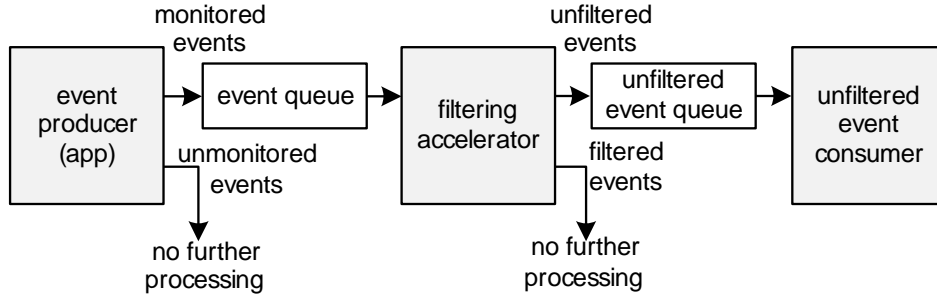 monitored
events
unfiltered
events
event
producer
(app)
event queue
filtering
accelerator
unfiltered
event queue
unfiltered
event
consumer
unmonitored
events
filtered
events
no further
processing
no further
processing